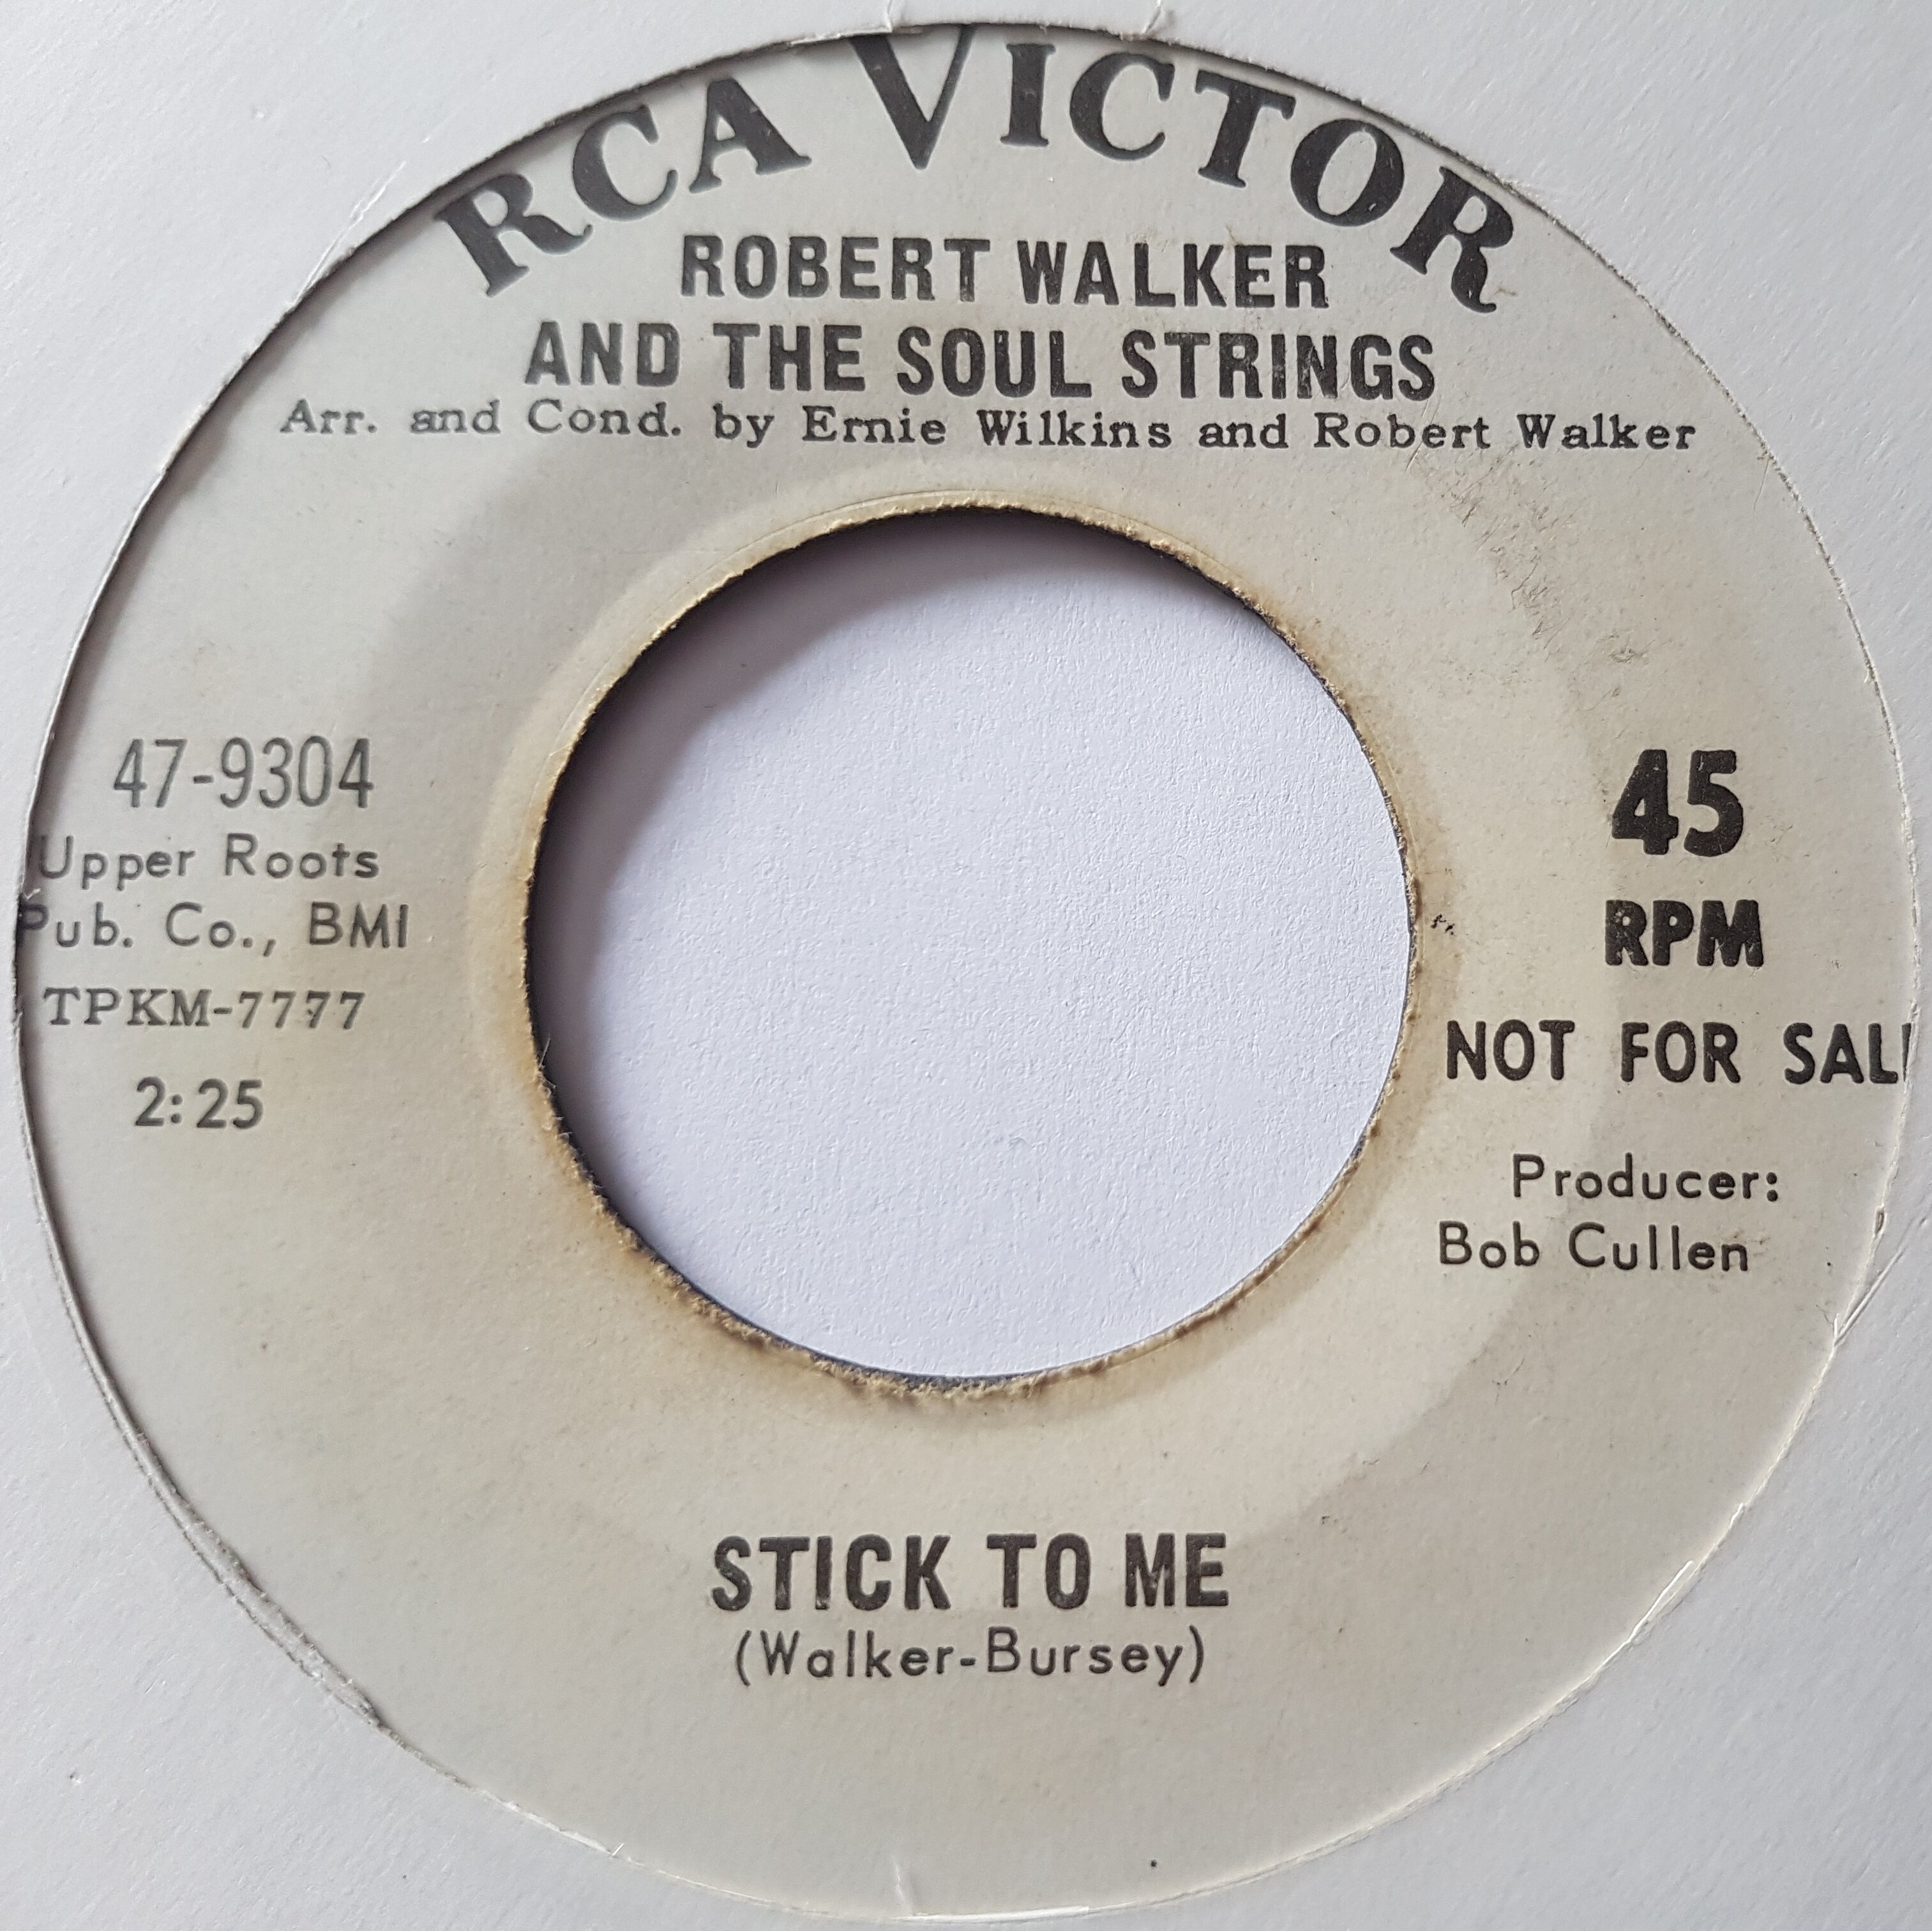 RCA VICTOR
ROBERT WALKER
AND THE SOUL STRINGS
Arr. and Cond. by Ernie Wilkins and Robert Walker
47-9304
Upper Roots
Pub. Co., BMI
TPKM-7777
2:25
45
RPM
NOT FOR SALE
Producer:
Bob Cullen
STICK TO ME
(Walker-Bursey)